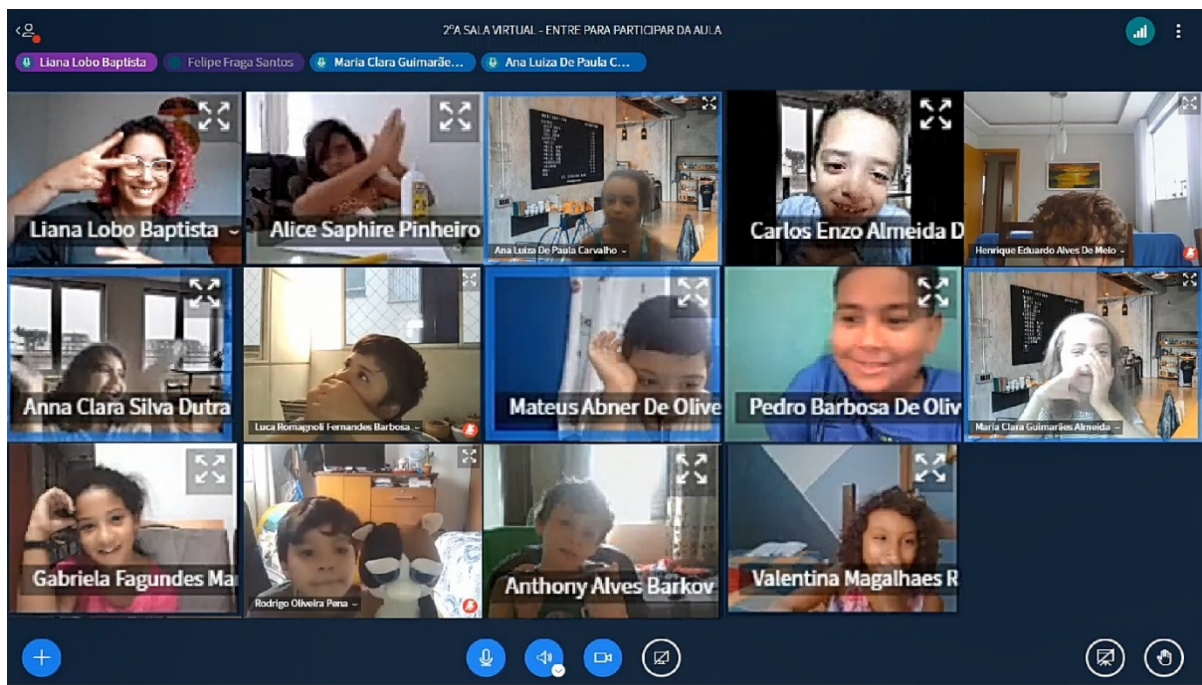 2ºA SALA VIRTUAL - ENTRE PARA PARTICIPAR DA AULA
Liana Lobo Baptista
Felipe Fraga Santos
Maria Clara Guimarãe...
Ana Luiza De Paula C...
Liana Lobo Baptista
Alice Saphire Pinheiro
Ana Luiza De Paula Carvalho
Carlos Enzo Almeida D
Henrique Eduardo Alves De Melo
Anna Clara Silva Dutra
Luca Romagnoli Fernandes Barbosa
Mateus Abner De Olive
Pedro Barbosa De Oliv
Maria Clara Guimarães Almeida
Gabriela Fagundes Ma
Rodrigo Oliveira Pena
Anthony Alves Barkov
Valentina Magalhaes R